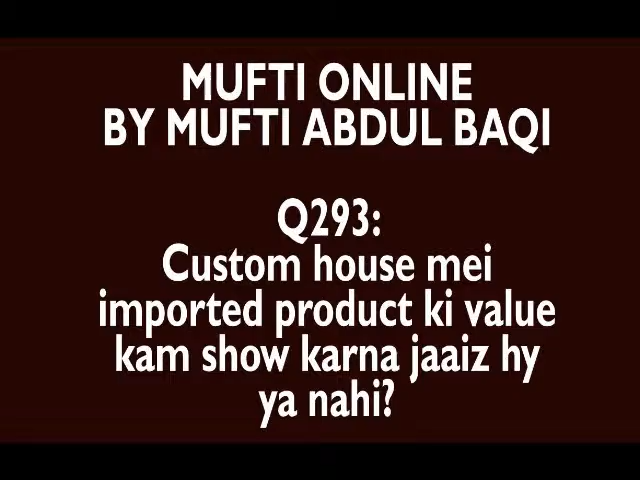 MUFTI ONLINE
BY MUFTI ABDUL BAQI
Q293:
Custom house mei
imported product ki value
kam show karna jaaiz hy
ya nahi?